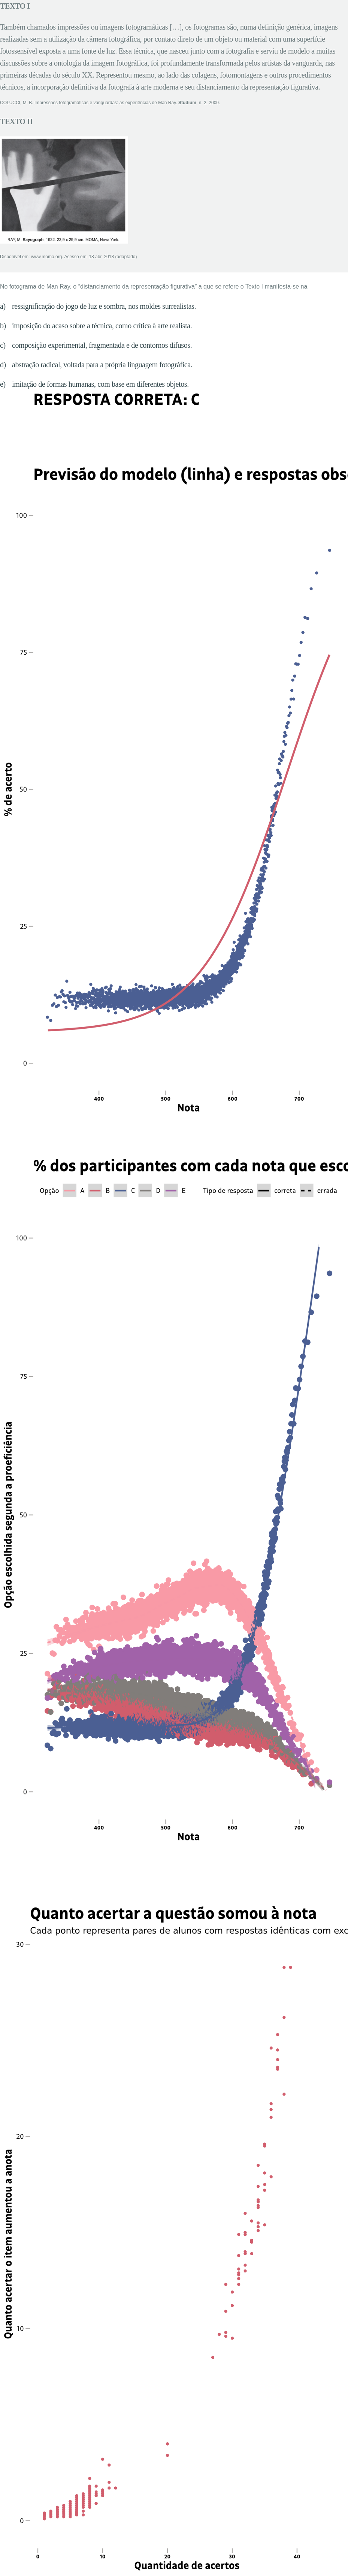 TEXTO I
Também chamados impressões ou imagens fotogramáticas […], os fotogramas são, numa definição genérica, imagens
realizadas sem a utilização da câmera fotográfica, por contato direto de um objeto ou material com uma superfície
fotossensível exposta a uma fonte de luz. Essa técnica, que nasceu junto com a fotografia e serviu de modelo a muitas
discussões sobre a ontologia da imagem fotográfica, foi profundamente transformada pelos artistas da vanguarda, nas
primeiras décadas do século XX. Representou mesmo, ao lado das colagens, fotomontagens e outros procedimentos
técnicos, a incorporação definitiva da fotografia à arte moderna e seu distanciamento da representação figurativa.
COLUCCI, M. B. Impressões fotogramáticas e vanguardas: as experiências de Man Ray. Studium, n. 2, 2000.
TEXTO II
RAY, M. Rayograph, 1922. 23,9 x 29,9 cm. MOMA, Nova York.
Disponível em: www.moma.org. Acesso em: 18 abr. 2018 (adaptado)
No fotograma de Man Ray, o “distanciamento da representação figurativa” a que se refere o Texto I manifesta-se na
a) ressignificação do jogo de luz e sombra, nos moldes surrealistas.
b) imposição do acaso sobre a técnica, como crítica à arte realista.
c) composição experimental, fragmentada e de contornos difusos.
d) abstração radical, voltada para a própria linguagem fotográfica.
e) imitação de formas humanas, com base em diferentes objetos.
RESPOSTA CORRETA: C
Previsão do modelo (linha) e respostas obs
100
75
50
25
0
% de acerto
400 500 600 700
Nota
% dos participantes com cada nota que esco
Opção A B C D E Tipo de resposta correta errada
100
75
50
25
0
Opção escolhida segunda a proeficiência
400 500 600 700
Nota
Quanto acertar a questão somou à nota
Cada ponto representa pares de alunos com respostas idênticas com exc
30
20
10
0
Quanto acertar o item aumentou a anota
0 10 20 30 40
Quantidade de acertos